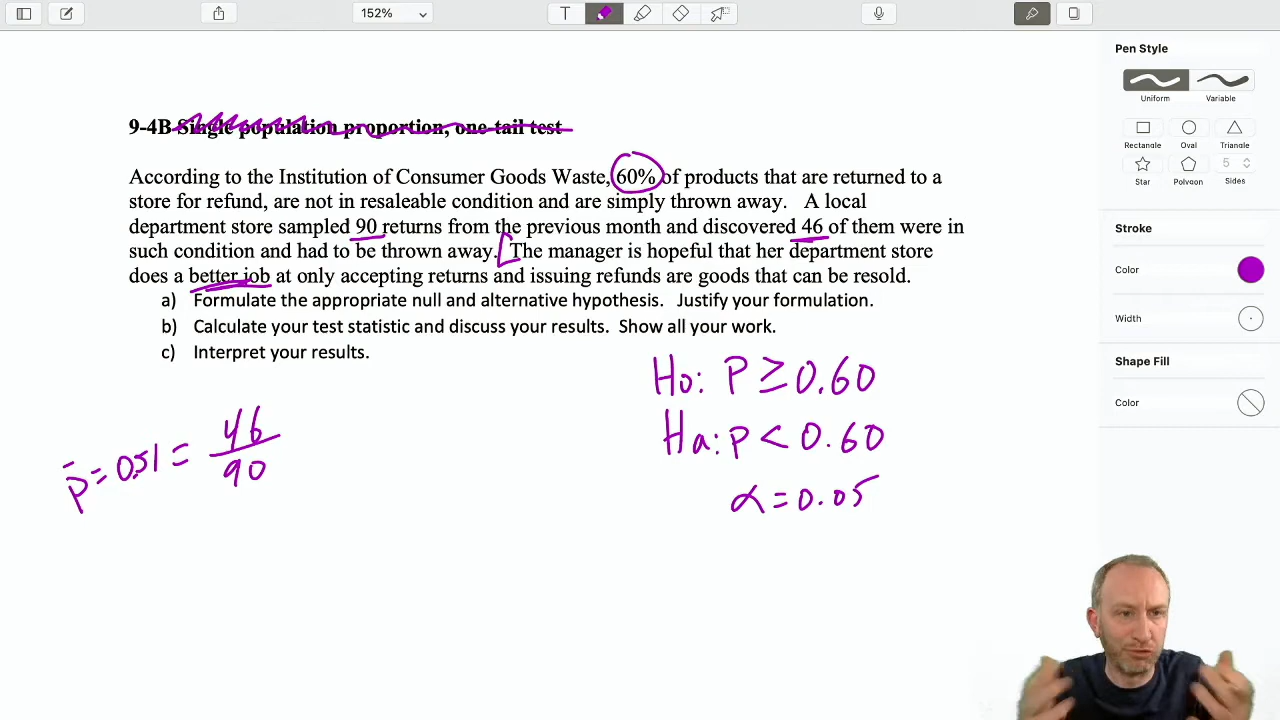 152%
T
Pen Style
Uniform Variable
Rectangle Oval Triangle
Star Polygon 5 Sides
Stroke
Color
Width
Shape Fill
Color
9-4B Single population proportion, one-tail test
According to the Institution of Consumer Goods Waste, 60% of products that are returned to a
store for refund, are not in resaleable condition and are simply thrown away. A local
department store sampled 90 returns from the previous month and discovered 46 of them were in
such condition and had to be thrown away. [The manager is hopeful that her department store
does a better job at only accepting returns and issuing refunds are goods that can be resold.
a) Formulate the appropriate null and alternative hypothesis. Justify your formulation.
b) Calculate your test statistic and discuss your results. Show all your work.
c) Interpret your results.
Ho: P ≥ 0.60
Ha: p < 0.60
α = 0.05
p̄ = 0.51 = 46/90